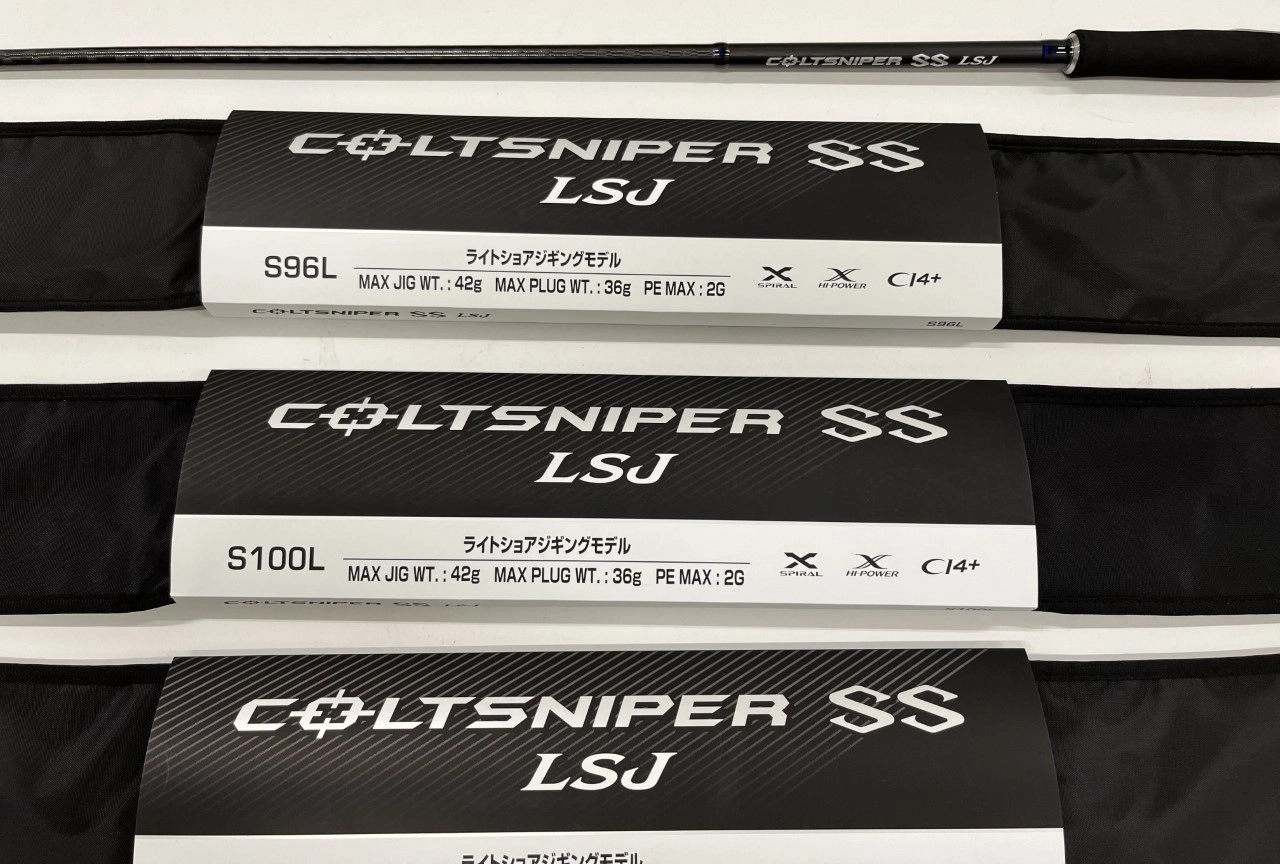 COLTSNIPER SS LSJ
COLTSNIPER SS
LSJ
S96L
ライトショアジギングモデル
MAX JIG WT. : 42g MAX PLUG WT. : 36g PE MAX : 2G
X SPIRAL
X HI-POWER
CI4+
COLTSNIPER SS LSJ
S96L
COLTSNIPER SS
LSJ
S100L
ライトショアジギングモデル
MAX JIG WT. : 42g MAX PLUG WT. : 36g PE MAX : 2G
X SPIRAL
X HI-POWER
CI4+
COLTSNIPER SS LSJ
S100L
COLTSNIPER SS
LSJ
ライトショアジギングモデル